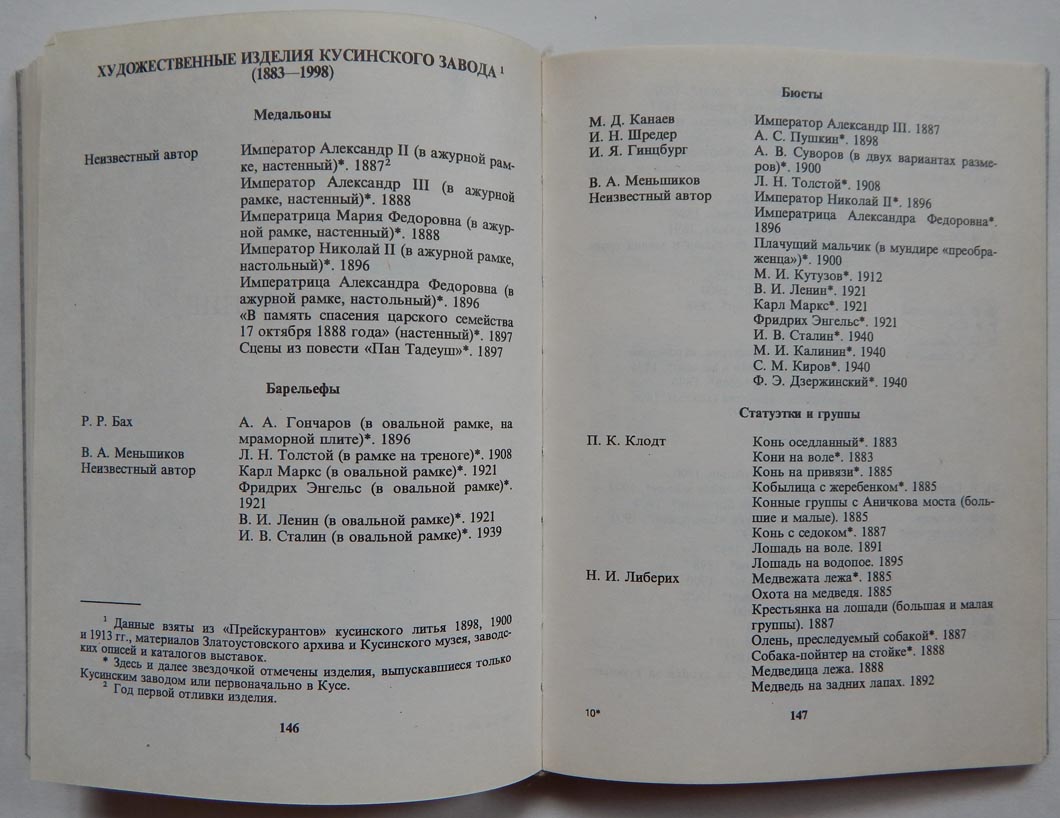 ХУДОЖЕСТВЕННЫЕ ИЗДЕЛИЯ КУСИНСКОГО ЗАВОДА ¹
(1883—1998)
Медальоны
Неизвестный автор Император Александр II (в ажурной рам-
ке, настенный)*. 1887²
Император Александр III (в ажурной
рамке, настенный)*. 1888
Императрица Мария Федоровна (в ажур-
ной рамке, настенный)*. 1888
Император Николай II (в ажурной рамке,
настольный)*. 1896
Императрица Александра Федоровна (в
ажурной рамке, настольный)*. 1896
«В память спасения царского семейства
17 октября 1888 года» (настенный)*. 1897
Сцены из повести «Пан Тадеуш»*. 1897
Барельефы
Р. Р. Бах А. А. Гончаров (в овальной рамке, на
мраморной плите)*. 1896
В. А. Меньшиков Л. Н. Толстой (в рамке на треноге)*. 1908
Неизвестный автор Карл Маркс (в овальной рамке)*. 1921
Фридрих Энгельс (в овальной рамке)*.
1921
В. И. Ленин (в овальной рамке)*. 1921
И. В. Сталин (в овальной рамке)*. 1939
¹ Данные взяты из «Прейскурантов» кусинского литья 1898, 1900
и 1913 гг., материалов Златоустовского архива и Кусинского музея, заводс-
ких описей и каталогов выставок.
* Здесь и далее звездочкой отмечены изделия, выпускавшиеся только
Кусинским заводом или первоначально в Кусе.
² Год первой отливки изделия.
146
Бюсты
М. Д. Канаев Император Александр III. 1887
И. Н. Шредер А. С. Пушкин*. 1898
И. Я. Гинцбург А. В. Суворов (в двух вариантах разме-
ров)*. 1900
В. А. Меньшиков Л. Н. Толстой*. 1908
Неизвестный автор Император Николай II*. 1896
Императрица Александра Федоровна*.
1896
Плачущий мальчик (в мундире «преобра-
женца»)*. 1900
М. И. Кутузов*. 1912
В. И. Ленин*. 1921
Карл Маркс*. 1921
Фридрих Энгельс*. 1921
И. В. Сталин*. 1940
М. И. Калинин*. 1940
С. М. Киров*. 1940
Ф. Э. Дзержинский*. 1940
Статуэтки и группы
П. К. Клодт Конь оседланный*. 1883
Кони на воле*. 1883
Конь на привязи*. 1885
Кобылица с жеребенком*. 1885
Конные группы с Аничкова моста (боль-
шие и малые). 1885
Конь с седоком*. 1887
Лошадь на воле. 1891
Лошадь на водопое. 1895
Н. И. Либерих Медвежата лежа*. 1885
Охота на медведя. 1885
Крестьянка на лошади (большая и малая
группы). 1887
Олень, преследуемый собакой*. 1887
Собака-пойнтер на стойке*. 1888
Медведица лежа. 1888
Медведь на задних лапах. 1892
10*
147